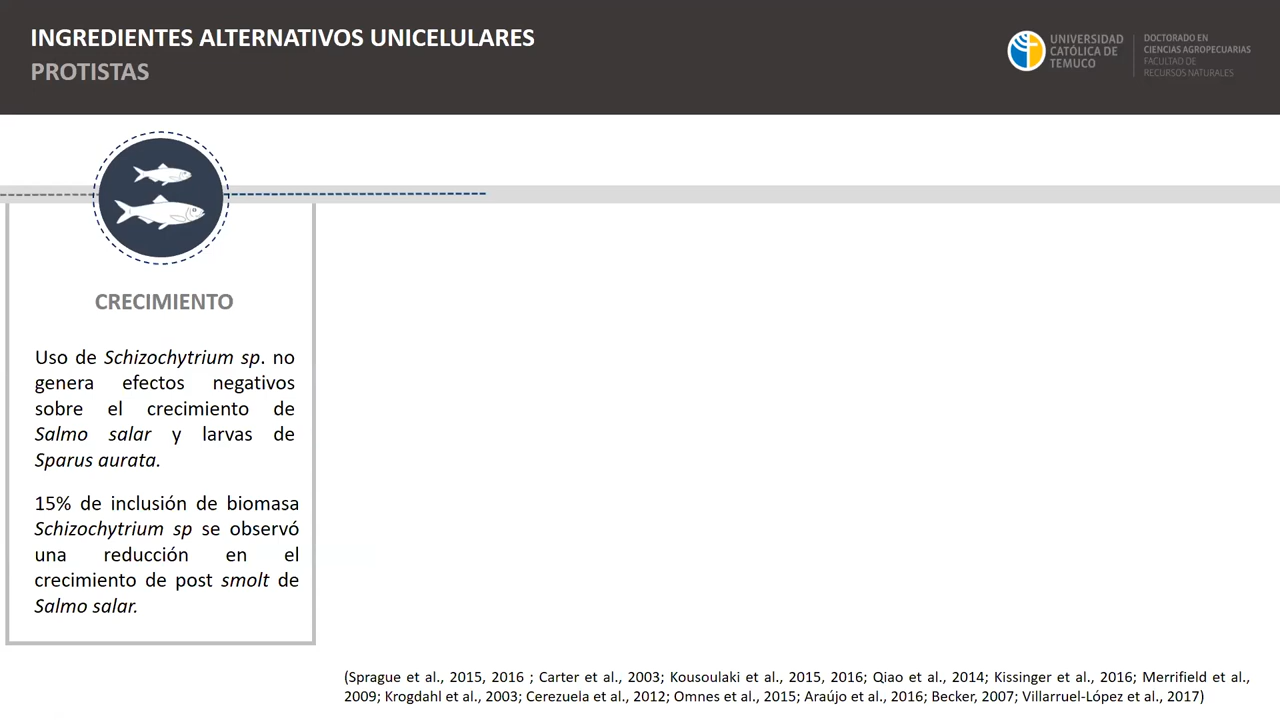 INGREDIENTES ALTERNATIVOS UNICELULARES
PROTISTAS
UNIVERSIDAD
CATÓLICA DE
TEMUCO
DOCTORADO EN
CIENCIAS AGROPECUARIAS
FACULTAD DE
RECURSOS NATURALES
CRECIMIENTO
Uso de Schizochytrium sp. no
genera efectos negativos
sobre el crecimiento de
Salmo salar y larvas de
Sparus aurata.
15% de inclusión de biomasa
Schizochytrium sp se observó
una reducción en el
crecimiento de post smolt de
Salmo salar.
(Sprague et al., 2015, 2016 ; Carter et al., 2003; Kousoulaki et al., 2015, 2016; Qiao et al., 2014; Kissinger et al., 2016; Merrifield et al.,
2009; Krogdahl et al., 2003; Cerezuela et al., 2012; Omnes et al., 2015; Araújo et al., 2016; Becker, 2007; Villarruel-López et al., 2017)